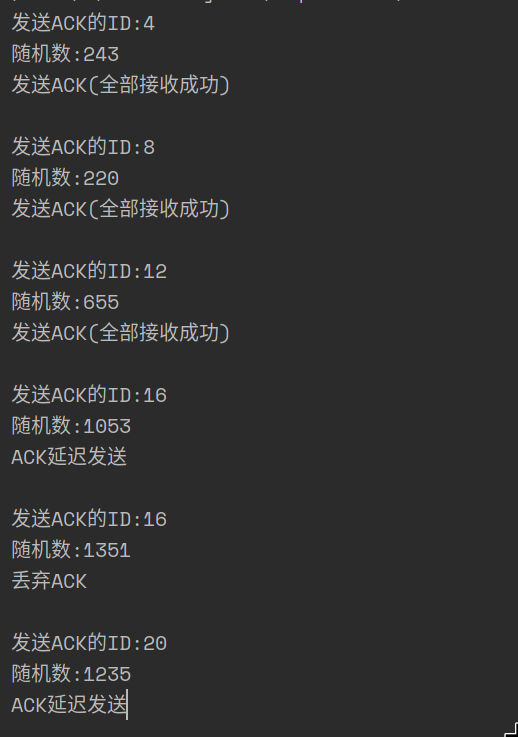 发送ACK的ID:4
随机数:243
发送ACK(全部接收成功)
发送ACK的ID:8
随机数:220
发送ACK(全部接收成功)
发送ACK的ID:12
随机数:655
发送ACK(全部接收成功)
发送ACK的ID:16
随机数:1053
ACK延迟发送
发送ACK的ID:16
随机数:1351
丢弃ACK
发送ACK的ID:20
随机数:1235
ACK延迟发送